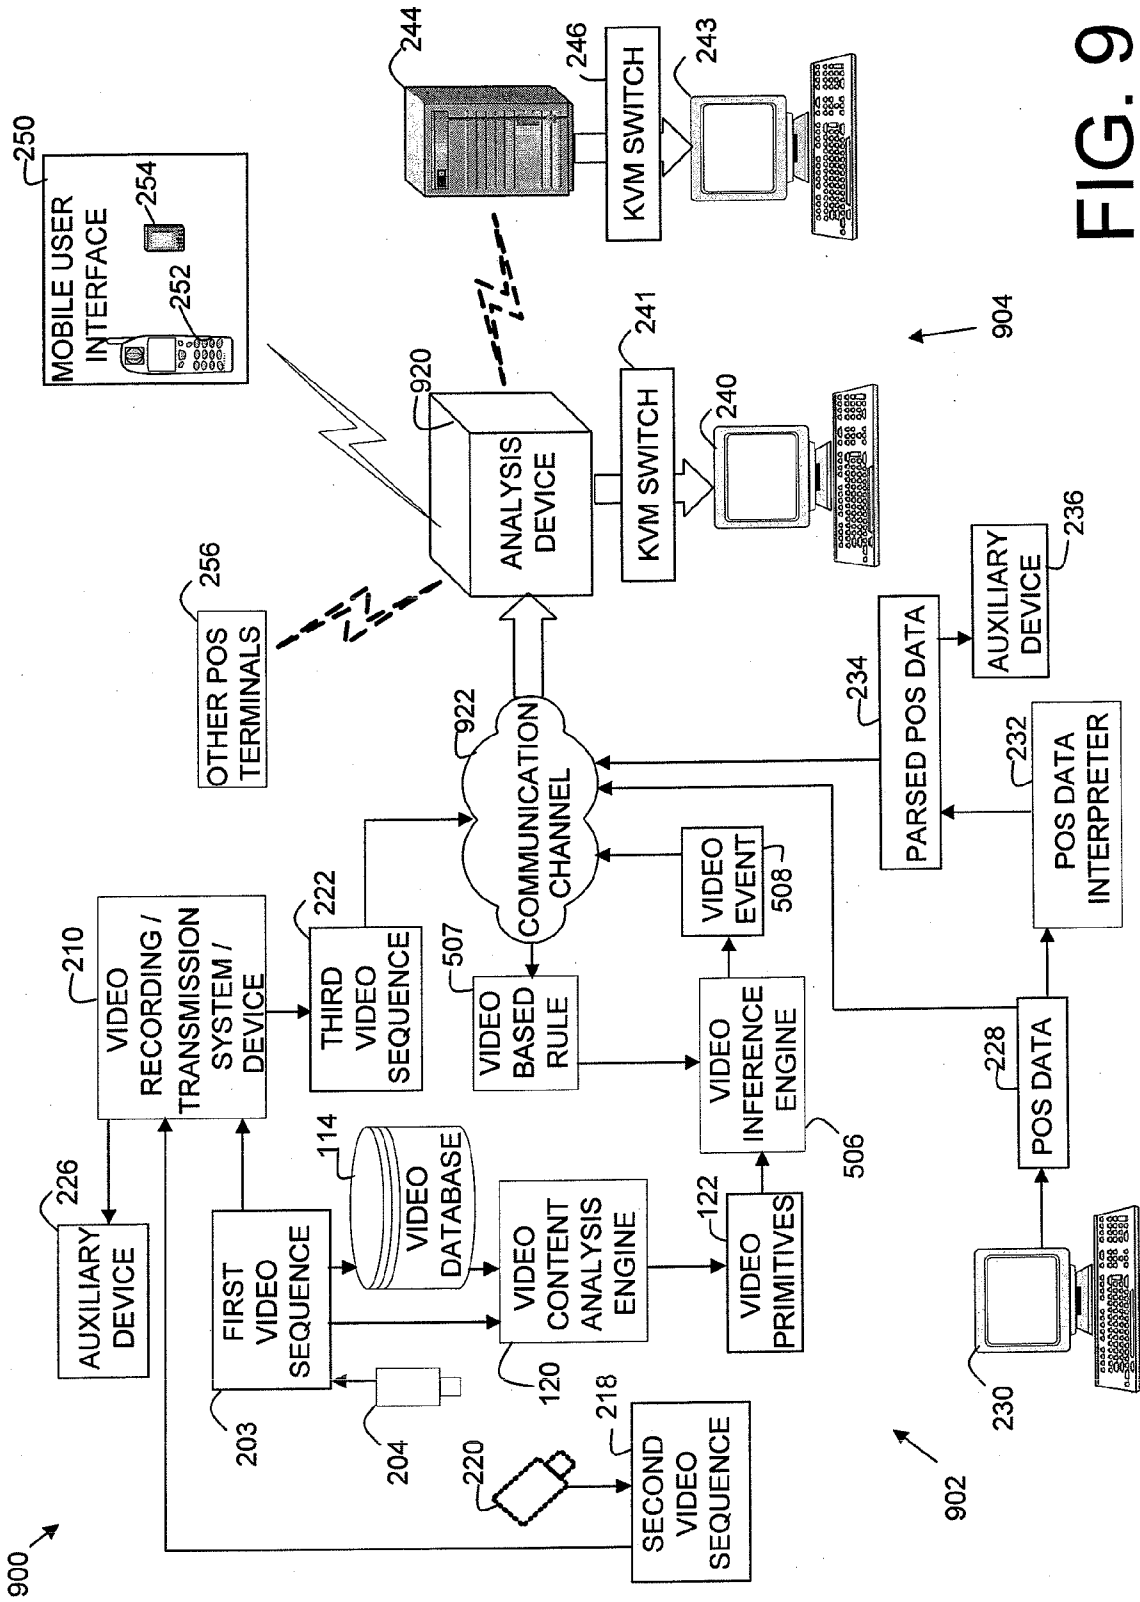 900
226
AUXILIARY
DEVICE
210
VIDEO
RECORDING /
TRANSMISSION
SYSTEM /
DEVICE
256
OTHER POS
TERMINALS
250
MOBILE USER
INTERFACE
252
254
203
FIRST
VIDEO
SEQUENCE
204
114
VIDEO
DATABASE
222
THIRD
VIDEO
SEQUENCE
220
218
SECOND
VIDEO
SEQUENCE
120
VIDEO
CONTENT
ANALYSIS
ENGINE
507
VIDEO
BASED
RULE
922
COMMUNICATION
CHANNEL
920
ANALYSIS
DEVICE
244
122
VIDEO
PRIMITIVES
506
VIDEO
INFERENCE
ENGINE
508
VIDEO
EVENT
241
KVM SWITCH
240
246
KVM SWITCH
243
902
230
228
POS DATA
232
POS DATA
INTERPRETER
234
PARSED POS DATA
236
AUXILIARY
DEVICE
904
FIG. 9